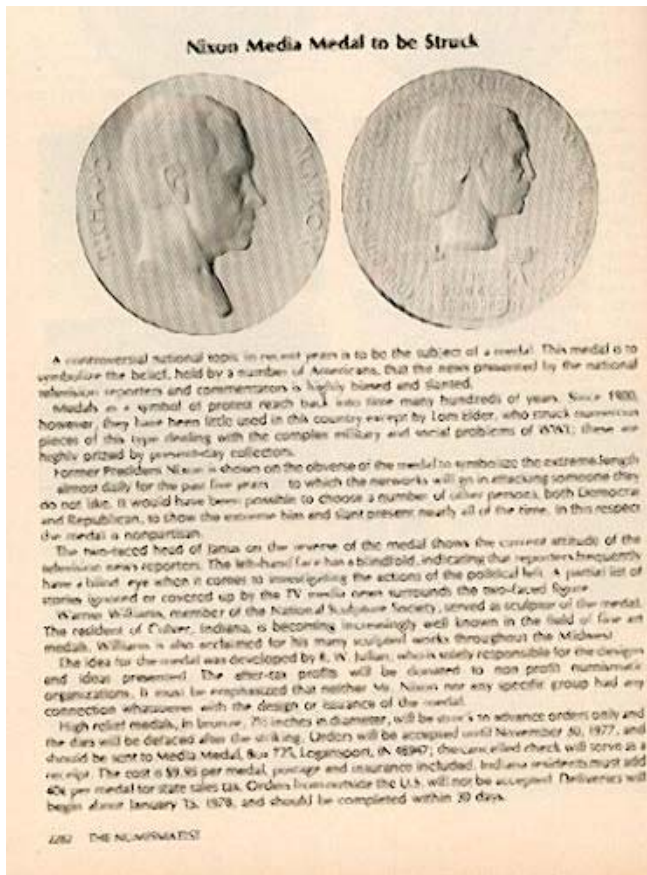 Nixon Media Medal to be Struck
RICHARD M. NIXON
A controversial national topic in recent years is to be the subject of a medal. This medal is to
symbolize the belief, held by a number of Americans, that the news presented by the national
television reporters and commentators is highly biased and slanted.
Medals as a symbol of protest reach back into time many hundreds of years. Since 1900,
however, they have been little used in this country except by Tom Elder, who struck numerous
pieces of this type dealing with the complex military and social problems of WWI; these are
highly prized by present-day collectors.
Former President Nixon is shown on the obverse of the medal to symbolize the extreme length
almost daily for the past five years to which the networks will go in attacking someone they
do not like. It would have been possible to choose a number of other persons, both Democrat
and Republican, to show the extreme bias and slant present nearly all of the time. In this respect
the medal is nonpartisan.
The two-faced head of Janus on the reverse of the medal shows the current attitude of the
television news reporters. The left-hand face has a blindfold, indicating that reporters frequently
have a blind eye when it comes to investigating the actions of the political left. A partial list of
stories ignored or covered up by the TV media news surrounds the two-faced figure.
Warner Williams, member of the National Sculpture Society, served as sculptor of the medal.
The resident of Culver, Indiana, is becoming increasingly well known in the field of fine art
medals. Williams is also acclaimed for his many sculpted works throughout the Midwest.
The idea for the medal was developed by R. W. Julian, who is solely responsible for the designs
and ideas presented. The after-tax profits will be donated to non profit numismatic
organizations. It must be emphasized that neither Mr. Nixon nor any specific group had any
connection whatsoever with the design or issuance of the medal.
High relief medals, in bronze, inches in diameter, will be struck to advance orders only and
the dies will be defaced after the striking. Orders will be accepted until November 30, 1977, and
should be sent to Media Medal, Box 775, Logansport, IN 46947; the cancelled check will serve as a
receipt. The cost is $9.95 per medal, postage and insurance included. Indiana residents must add
40¢ per medal for state sales tax. Orders from outside the U.S. will not be accepted. Deliveries will
begin about January 15, 1978, and should be completed within 30 days.
2282 THE NUMISMATIST